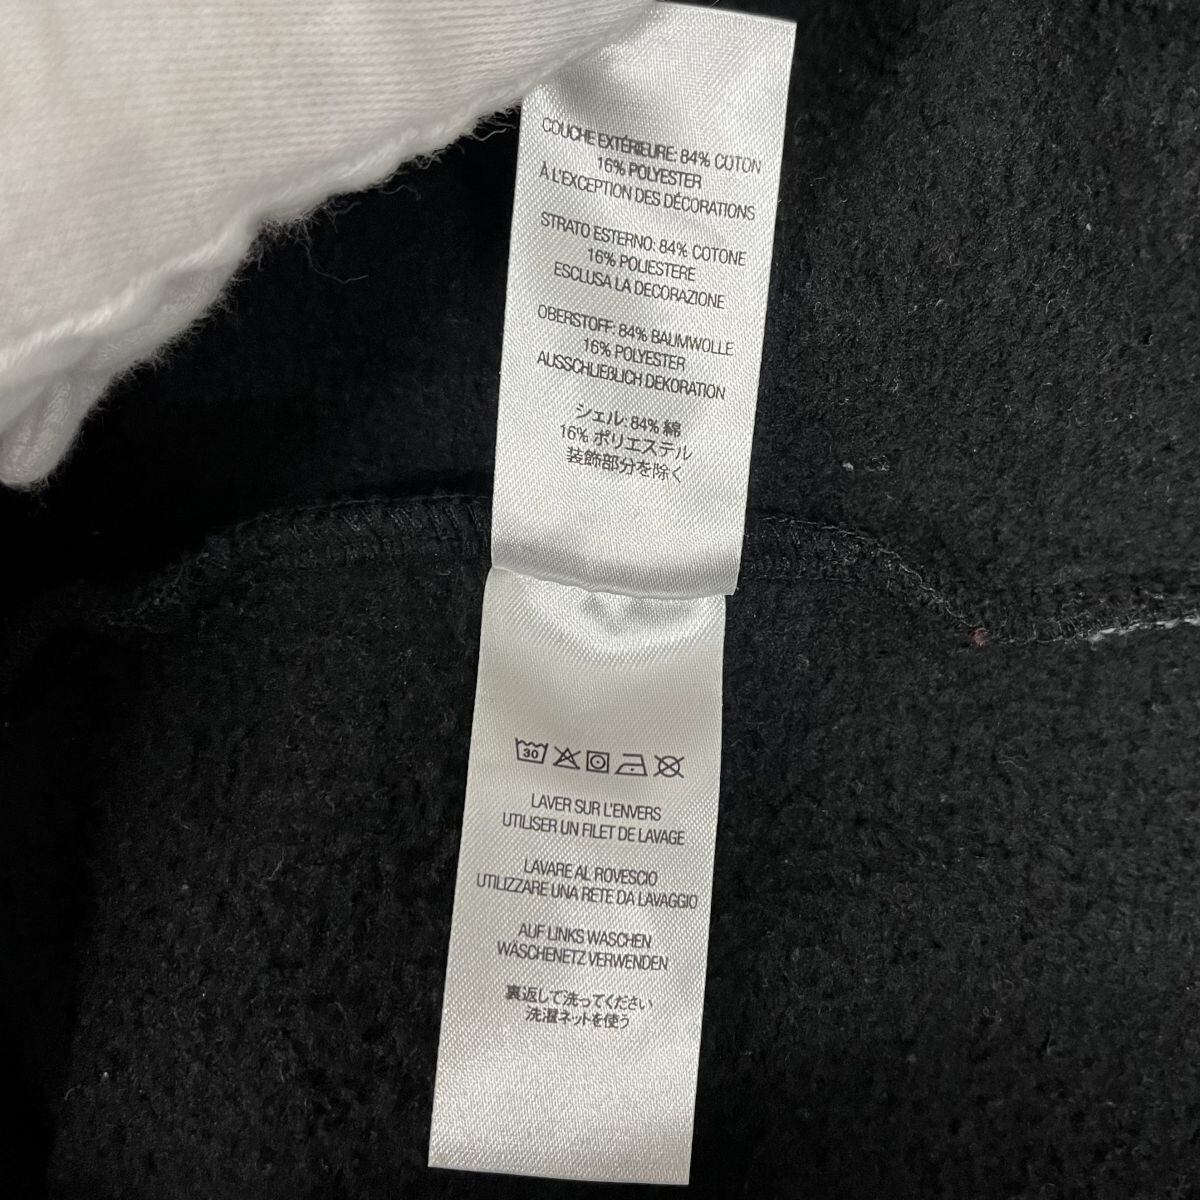 COUCHE EXTÉRIEURE: 84% COTON
16% POLYESTER
À L'EXCEPTION DES DÉCORATIONS
STRATO ESTERNO: 84% COTONE
16% POLIESTERE
ESCLUSA LA DECORAZIONE
OBERSTOFF: 84% BAUMWOLLE
16% POLYESTER
AUSSCHLIEBLICH DEKORATION
シェル: 84% 綿
16% ポリエステル
装飾部分を除く
30
LAVER SUR L'ENVERS
UTILISER UN FILET DE LAVAGE
LAVARE AL ROVESCIO
UTILIZZARE UNA RETE DA LAVAGGIO
AUF LINKS WASCHEN
WÄSCHENETZ VERWENDEN
裏返して洗ってください
洗濯ネットを使う